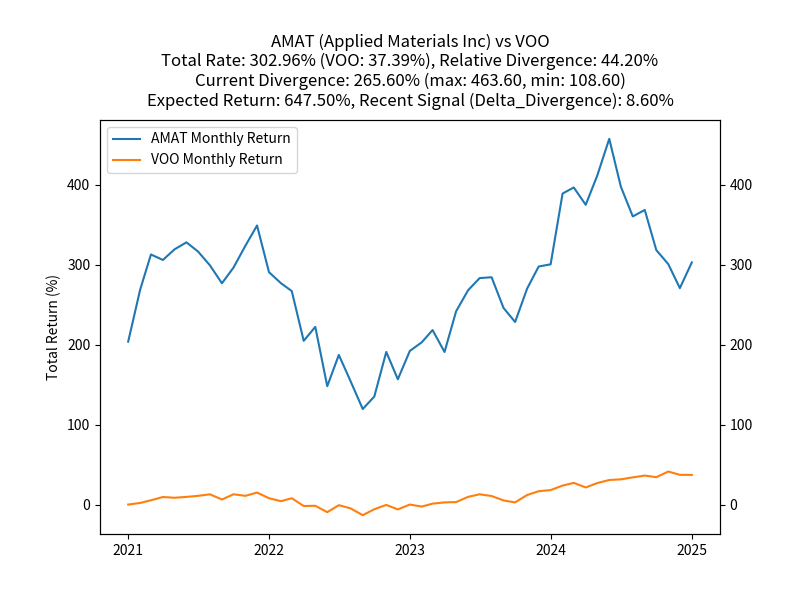 AMAT (Applied Materials Inc) vs VOO
Total Rate: 302.96% (VOO: 37.39%), Relative Divergence: 44.20%
Current Divergence: 265.60% (max: 463.60, min: 108.60)
Expected Return: 647.50%, Recent Signal (Delta_Divergence): 8.60%
AMAT Monthly Return
VOO Monthly Return
Total Return (%)
400
300
200
100
0
400
300
200
100
0
2021
2022
2023
2024
2025